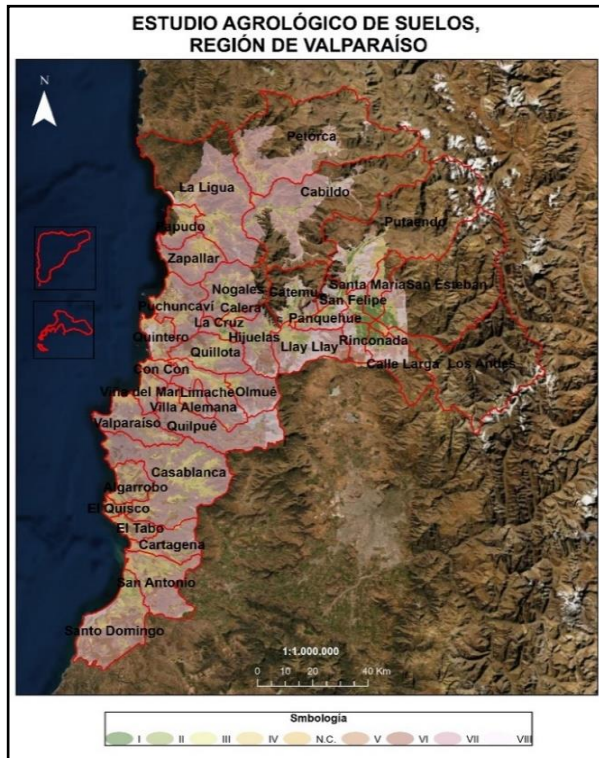 ESTUDIO AGROLÓGICO DE SUELOS,
REGIÓN DE VALPARAÍSO
N
Petorca
La Ligua
Cabildo
Putaendo
Zapallar
Nogales
Catemu
Santa María
San Esteban
San Felipe
Puchuncaví
Calera
La Cruz
Panquehue
Quintero
Hijuelas
Rinconada
Quillota
Llay Llay
Calle Larga
Los Andes
Con Cón
Viña del Mar
Limache
Olmué
Villa Alemana
Valparaíso
Quilpué
Casablanca
Algarrobo
El Quisco
El Tabo
Cartagena
San Antonio
Santo Domingo
1:1.000.000
0 10 20 40 Km
Smbología
I II III IV N.C. V VI VII VIII